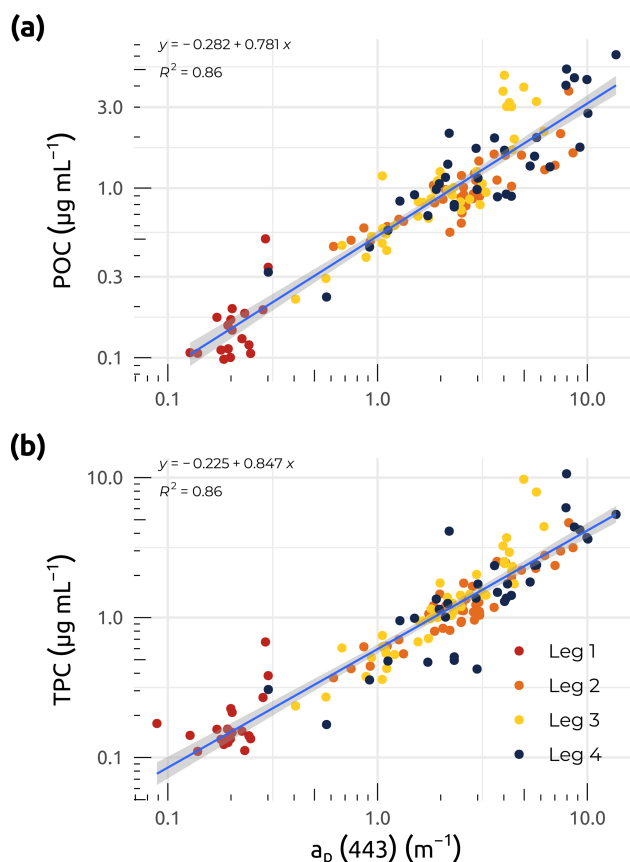 (a)
y = −0.282 + 0.781 x
R² = 0.86
POC (µg mL⁻¹)
3.0
1.0
0.3
0.1
0.1
1.0
10.0
(b)
y = −0.225 + 0.847 x
R² = 0.86
TPC (µg mL⁻¹)
10.0
1.0
0.1
Leg 1
Leg 2
Leg 3
Leg 4
0.1
1.0
10.0
aₚ (443) (m⁻¹)